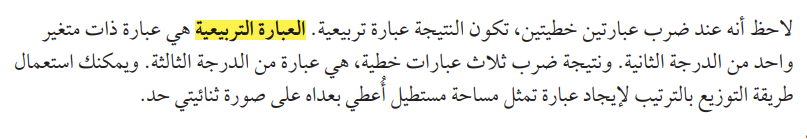 لاحظ أنه عند ضرب عبارتين خطيتين، تكون النتيجة عبارة تربيعية. العبارة التربيعية هي عبارة ذات متغير
واحد من الدرجة الثانية. ونتيجة ضرب ثلاث عبارات خطية، هي عبارة من الدرجة الثالثة. ويمكنك استعمال
طريقة التوزيع بالترتيب لإيجاد عبارة تمثل مساحة مستطيل أُعطي بعداه على صورة ثنائيتي حد.